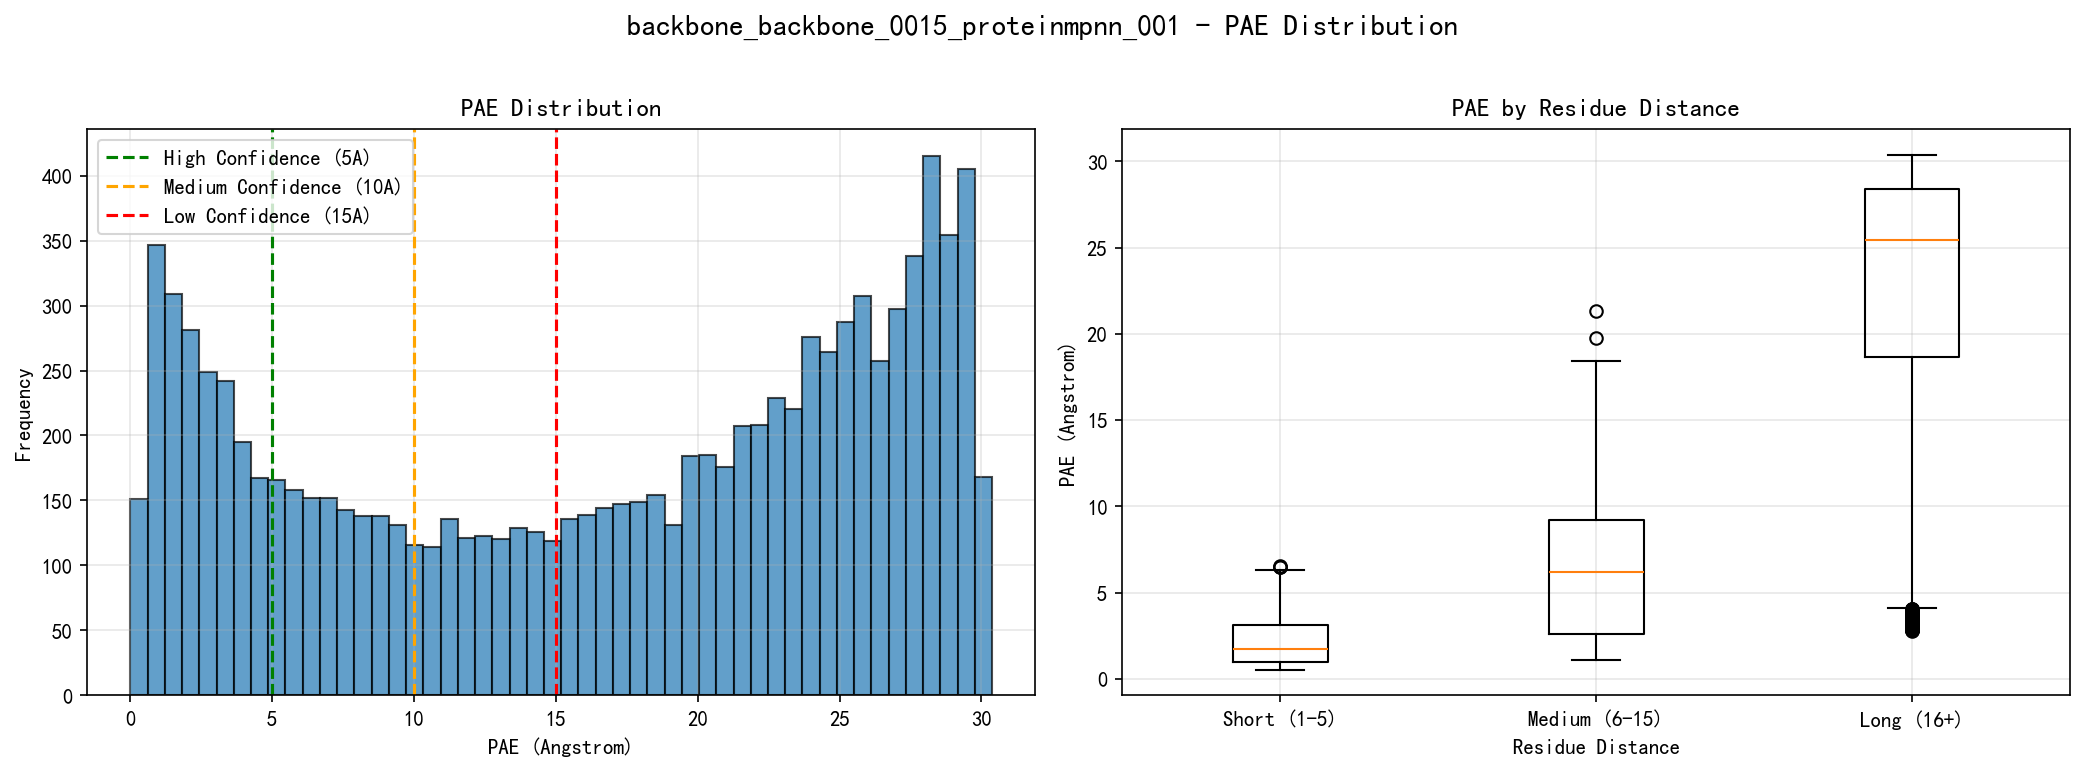 backbone_backbone_0015_proteinmpnn_001 - PAE Distribution
PAE Distribution
High Confidence (5A)
Medium Confidence (10A)
Low Confidence (15A)
Frequency
400
350
300
250
200
150
100
50
0
0 5 10 15 20 25 30
PAE (Angstrom)
PAE by Residue Distance
PAE (Angstrom)
30
25
20
15
10
5
0
Short (1-5) Medium (6-15) Long (16+)
Residue Distance